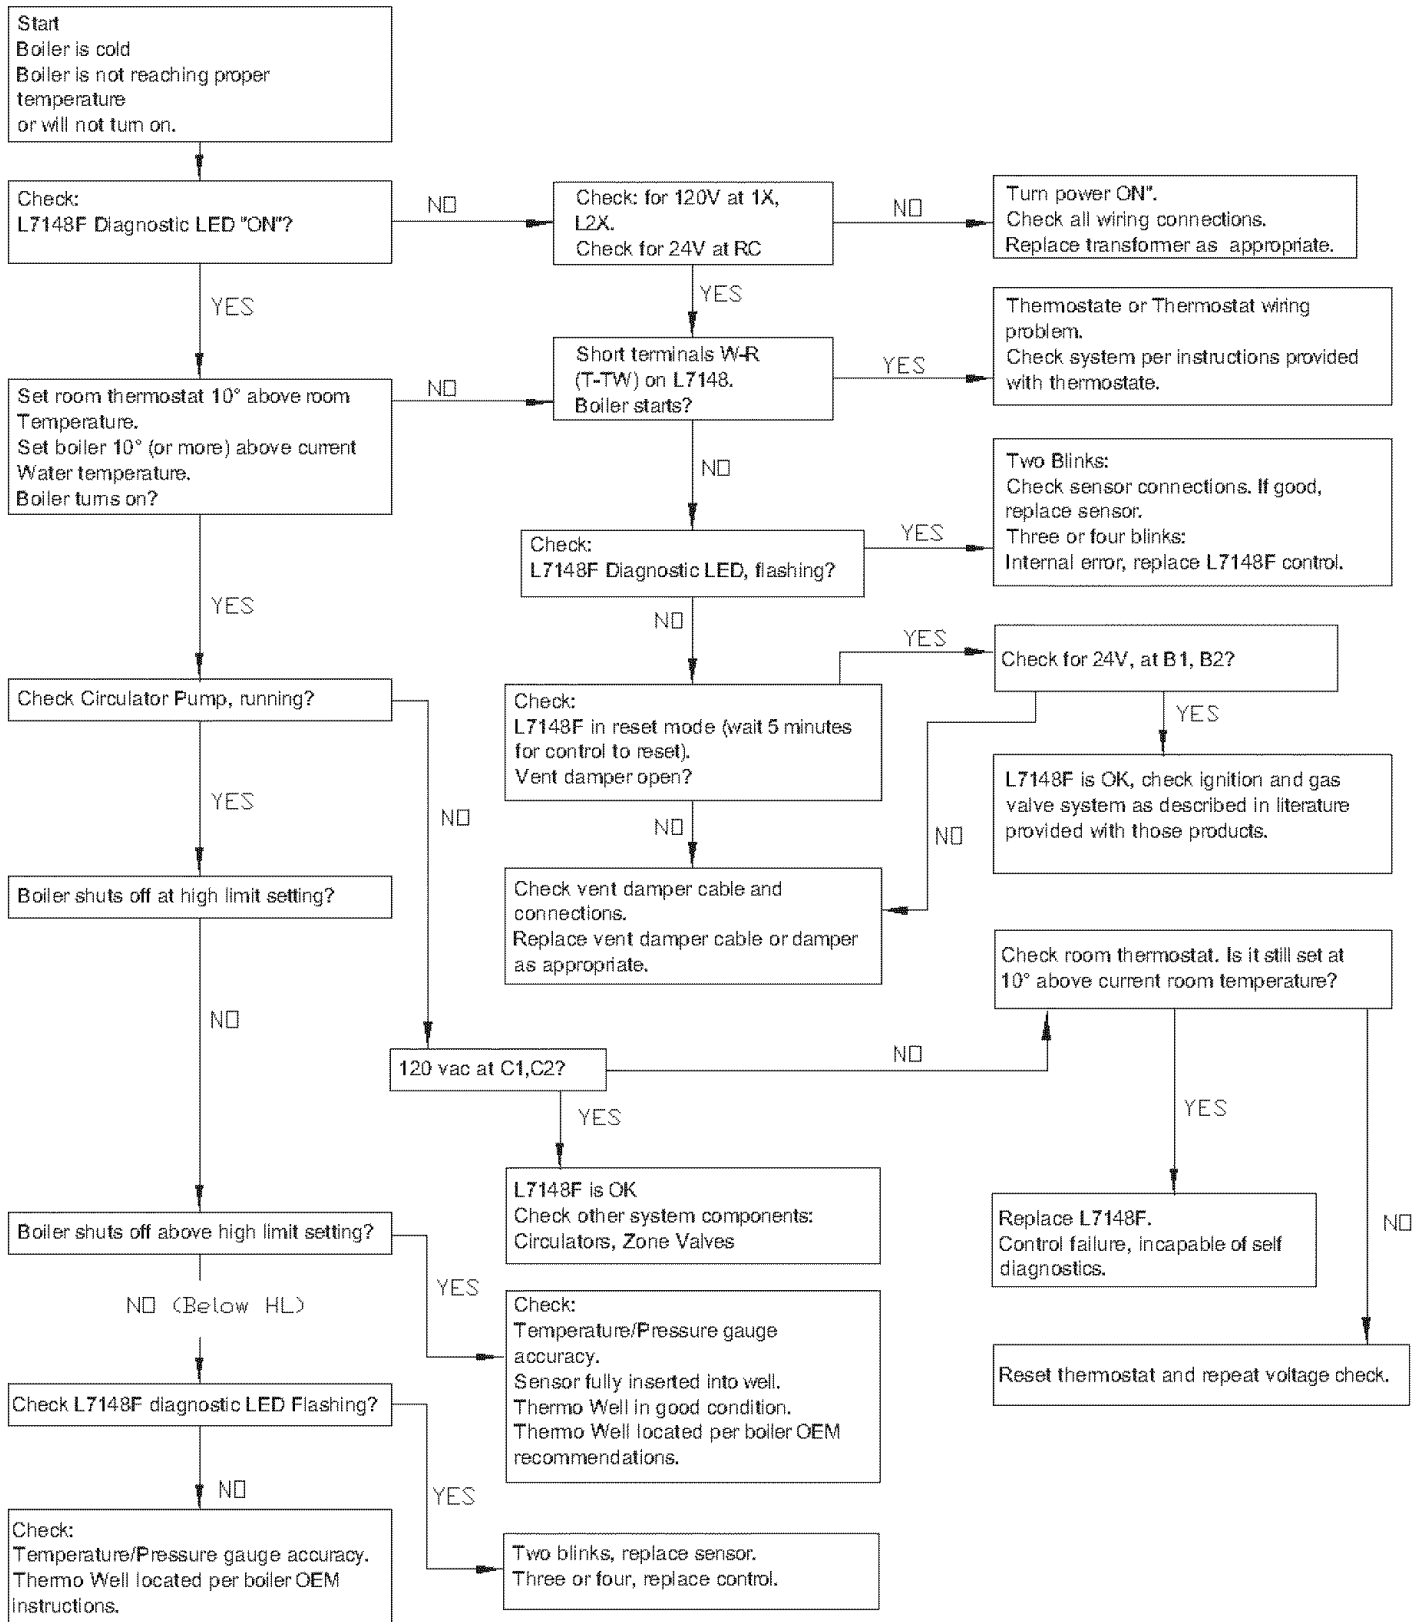 Start
Boiler is cold
Boiler is not reaching proper
temperature
or will not turn on.
Check:
L7148F Diagnostic LED "ON"?
NO
Check: for 120V at 1X,
L2X.
Check for 24V at RC
NO
Turn power ON".
Check all wiring connections.
Replace transformer as appropriate.
YES
YES
Thermostate or Thermostat wiring
problem.
Check system per instructions provided
with thermostate.
Set room thermostat 10° above room
Temperature.
Set boiler 10° (or more) above current
Water temperature.
Boiler turns on?
NO
Short terminals W-R
(T-TW) on L7148.
Boiler starts?
YES
NO
Two Blinks:
Check sensor connections. If good,
replace sensor.
Three or four blinks:
Internal error, replace L7148F control.
Check:
L7148F Diagnostic LED, flashing?
YES
YES
NO
YES
Check for 24V, at B1, B2?
Check Circulator Pump, running?
Check:
L7148F in reset mode (wait 5 minutes
for control to reset).
Vent damper open?
YES
L7148F is OK, check ignition and gas
valve system as described in literature
provided with those products.
YES
NO
NO
NO
Boiler shuts off at high limit setting?
Check vent damper cable and
connections.
Replace vent damper cable or damper
as appropriate.
Check room thermostat. Is it still set at
10° above current room temperature?
NO
120 vac at C1,C2?
NO
YES
YES
L7148F is OK
Check other system components:
Circulators, Zone Valves
Replace L7148F.
Control failure, incapable of self
diagnostics.
NO
Boiler shuts off above high limit setting?
YES
NO (Below HL)
Check:
Temperature/Pressure gauge
accuracy.
Sensor fully inserted into well.
Thermo Well in good condition.
Thermo Well located per boiler OEM
recommendations.
Reset thermostat and repeat voltage check.
Check L7148F diagnostic LED Flashing?
NO
YES
Check:
Temperature/Pressure gauge accuracy.
Thermo Well located per boiler OEM
instructions.
Two blinks, replace sensor.
Three or four, replace control.